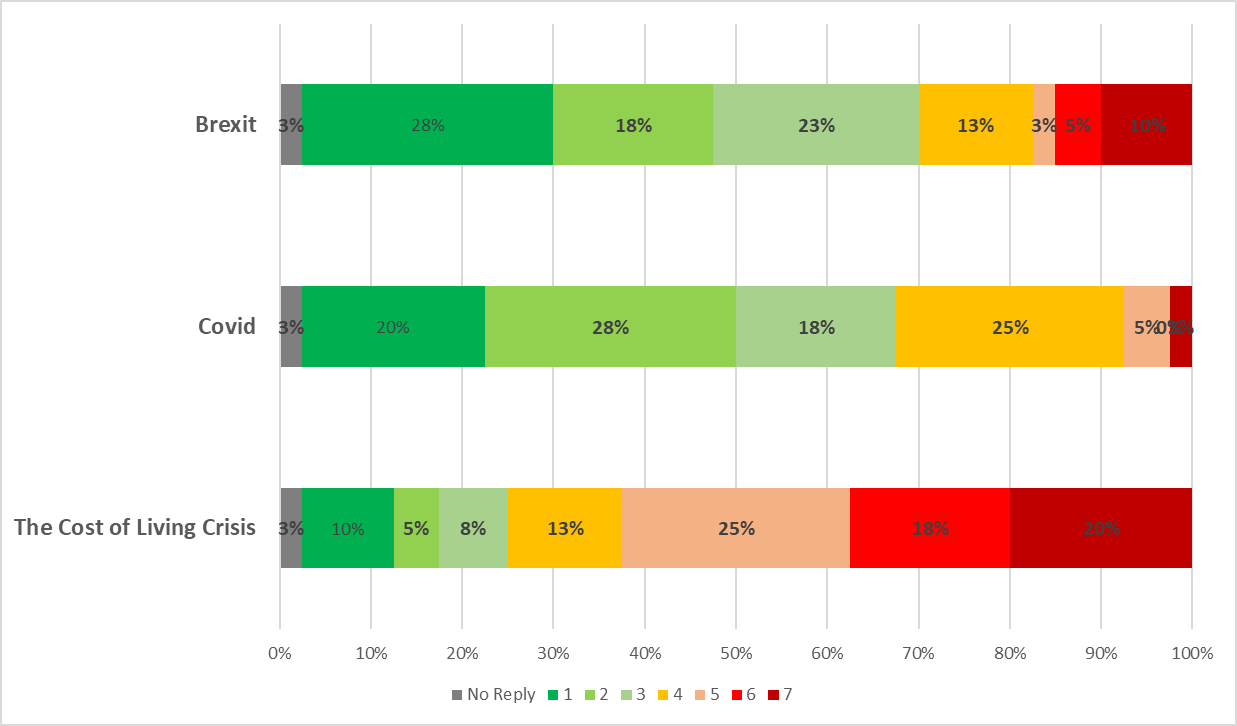 Brexit 3% 28% 18% 23% 13% 3% 5% 10%
Covid 3% 20% 28% 18% 25% 5% 0%
The Cost of Living Crisis 3% 10% 5% 8% 13% 25% 18% 20%
0% 10% 20% 30% 40% 50% 60% 70% 80% 90% 100%
No Reply 1 2 3 4 5 6 7